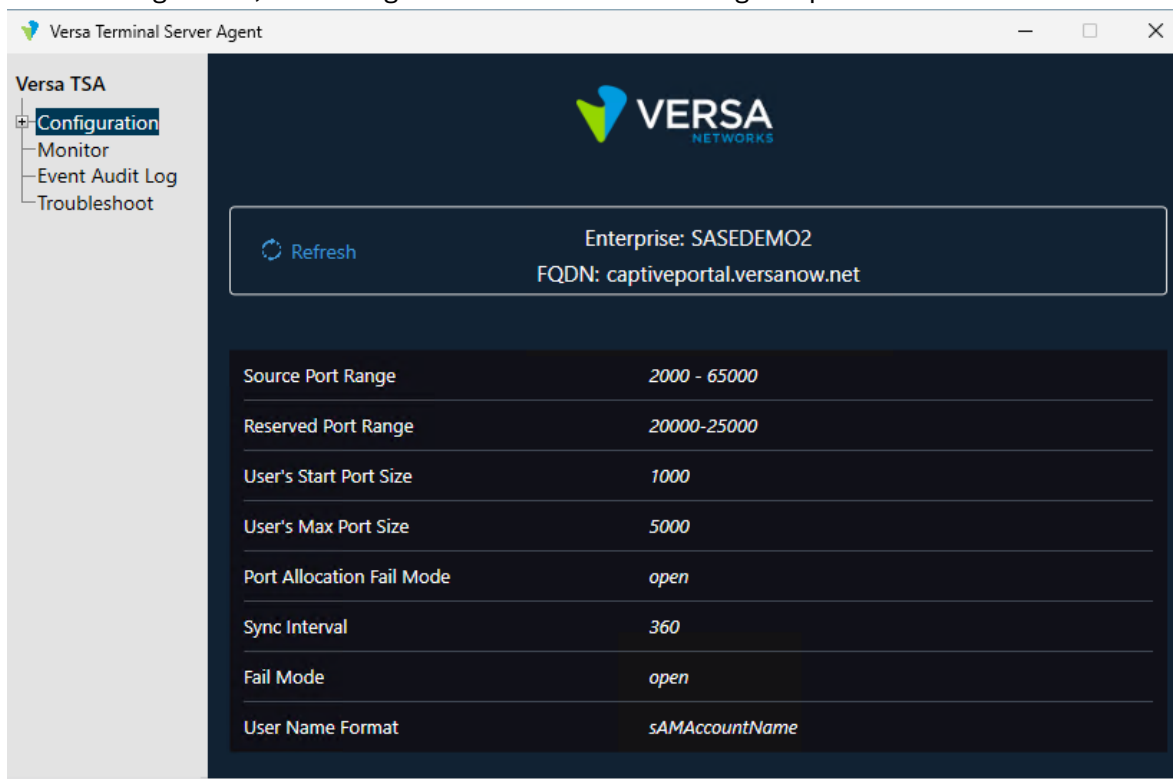 Versa Terminal Server Agent
Versa TSA
Configuration
Monitor
Event Audit Log
Troubleshoot
VERSA
NETWORKS
Refresh
Enterprise: SASEDEMO2
FQDN: captiveportal.versanow.net
Source Port Range 2000 - 65000
Reserved Port Range 20000-25000
User's Start Port Size 1000
User's Max Port Size 5000
Port Allocation Fail Mode open
Sync Interval 360
Fail Mode open
User Name Format sAMAccountName